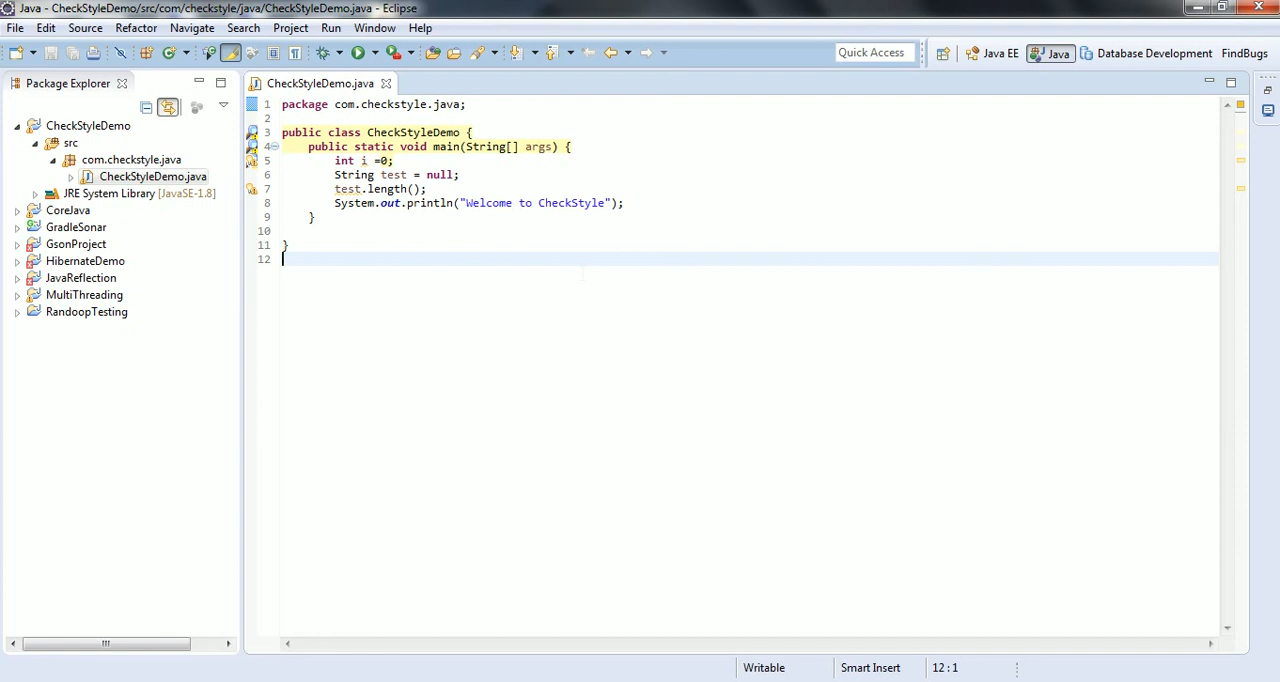 Java - CheckStyleDemo/src/com/checkstyle/java/CheckStyleDemo.java - Eclipse
File Edit Source Refactor Navigate Search Project Run Window Help
Quick Access Java EE Java Database Development FindBugs
Package Explorer
CheckStyleDemo.java
CheckStyleDemo
src
com.checkstyle.java
CheckStyleDemo.java
JRE System Library [JavaSE-1.8]
CoreJava
GradleSonar
GsonProject
HibernateDemo
JavaReflection
MultiThreading
RandoopTesting
1 package com.checkstyle.java;
2
3 public class CheckStyleDemo {
4 public static void main(String[] args) {
5 int i =0;
6 String test = null;
7 test.length();
8 System.out.println("Welcome to CheckStyle");
9 }
10
11 }
12
Writable Smart Insert 12 : 1